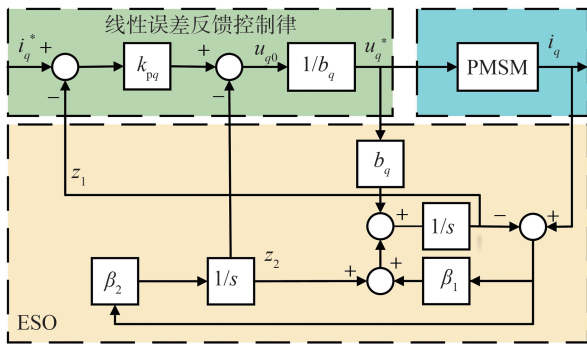 线性误差反馈控制律
i_q^* + k_pq + u_q0 1/b_q u_q^* PMSM i_q
− −
b_q
z_1
+ 1/s − +
β_2 1/s z_2 + + β_1
ESO